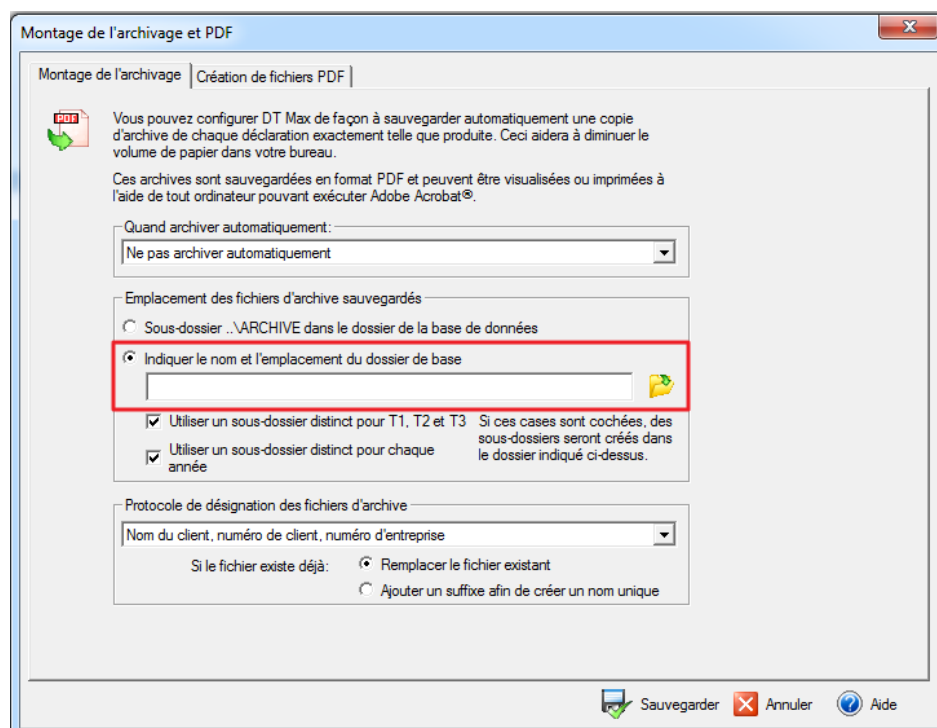 Montage de l'archivage et PDF
Montage de l'archivage
Création de fichiers PDF
PDF
Vous pouvez configurer DT Max de façon à sauvegarder automatiquement une copie
d'archive de chaque déclaration exactement telle que produite. Ceci aidera à diminuer le
volume de papier dans votre bureau.
Ces archives sont sauvegardées en format PDF et peuvent être visualisées ou imprimées à
l'aide de tout ordinateur pouvant exécuter Adobe Acrobat®.
Quand archiver automatiquement:
Ne pas archiver automatiquement
Emplacement des fichiers d'archive sauvegardés
Sous-dossier ..\ARCHIVE dans le dossier de la base de données
Indiquer le nom et l'emplacement du dossier de base
Utiliser un sous-dossier distinct pour T1, T2 et T3
Utiliser un sous-dossier distinct pour chaque
année
Si ces cases sont cochées, des
sous-dossiers seront créés dans
le dossier indiqué ci-dessus.
Protocole de désignation des fichiers d'archive
Nom du client, numéro de client, numéro d'entreprise
Si le fichier existe déjà:
Remplacer le fichier existant
Ajouter un suffixe afin de créer un nom unique
Sauvegarder
Annuler
Aide